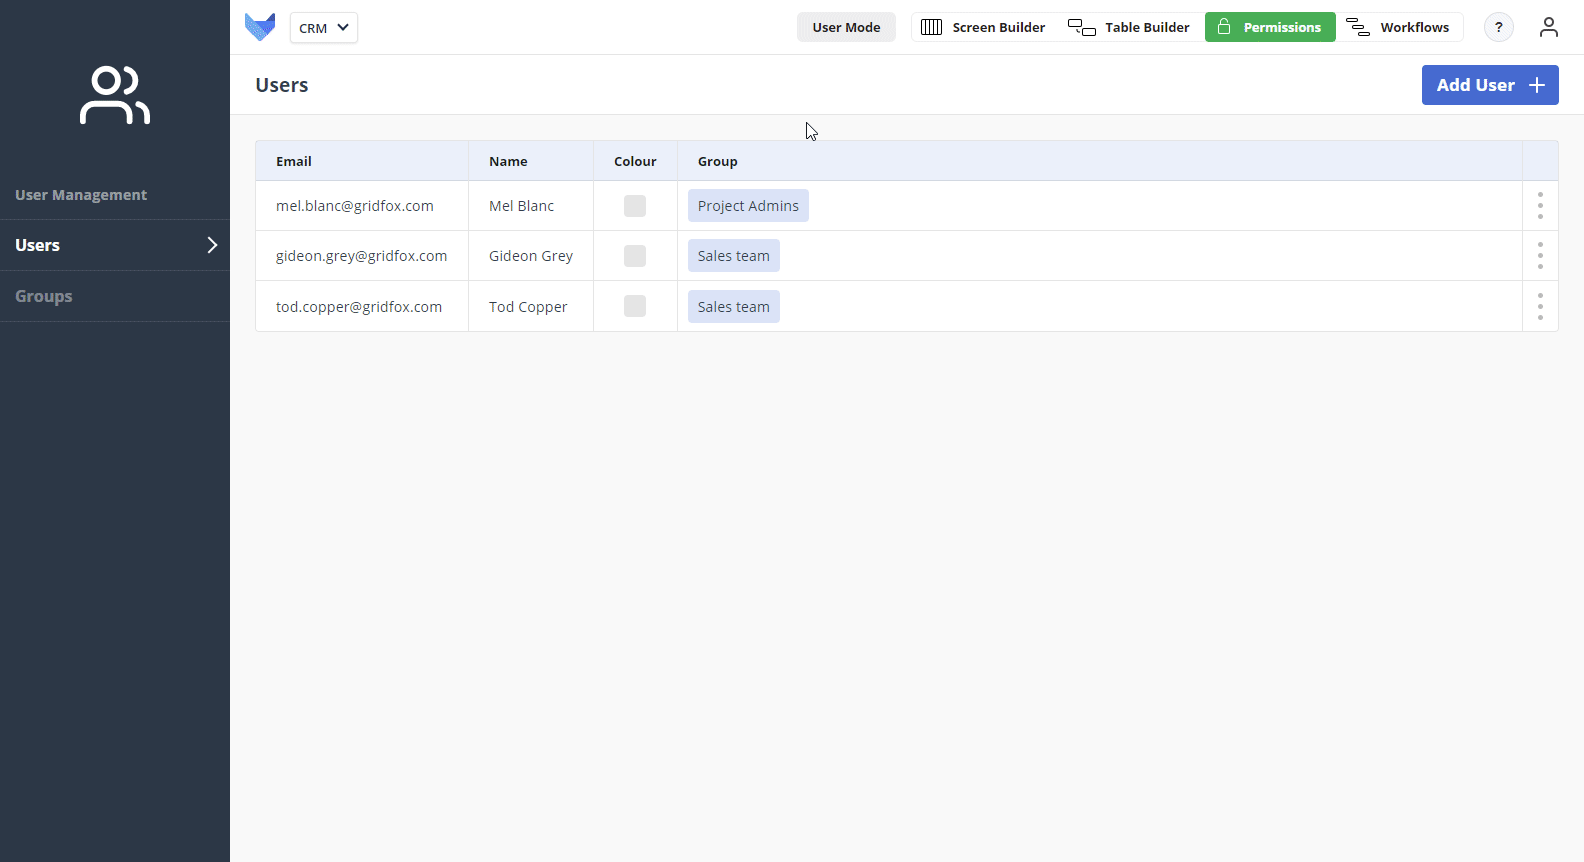 CRM
User Mode
Screen Builder
Table Builder
Permissions
Workflows
?
Users
Add User
User Management
Users
Groups
Email Name Colour Group
mel.blanc@gridfox.com Mel Blanc Project Admins
gideon.grey@gridfox.com Gideon Grey Sales team
tod.copper@gridfox.com Tod Copper Sales team